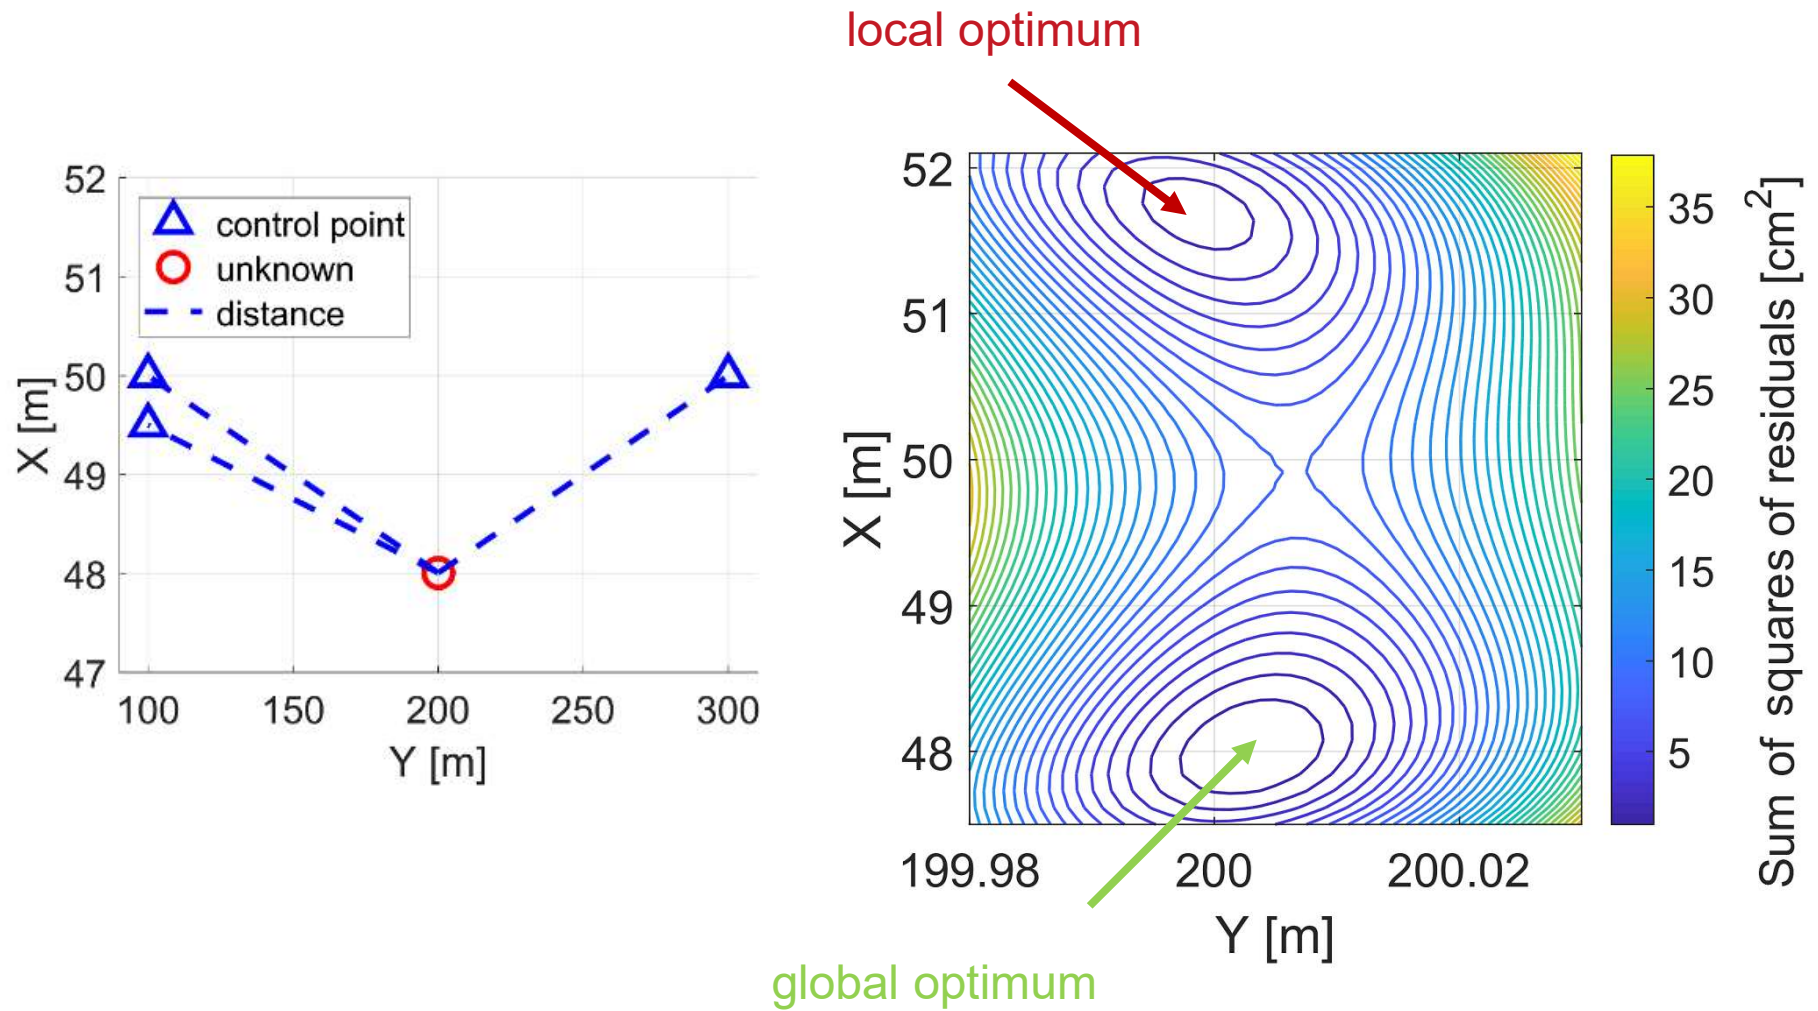 local optimum
52
51
50
49
48
47
100
150
200
250
300
X [m]
Y [m]
control point
unknown
distance
52
51
50
49
48
199.98
200
200.02
X [m]
Y [m]
35
30
25
20
15
10
5
Sum of squares of residuals [cm²]
global optimum